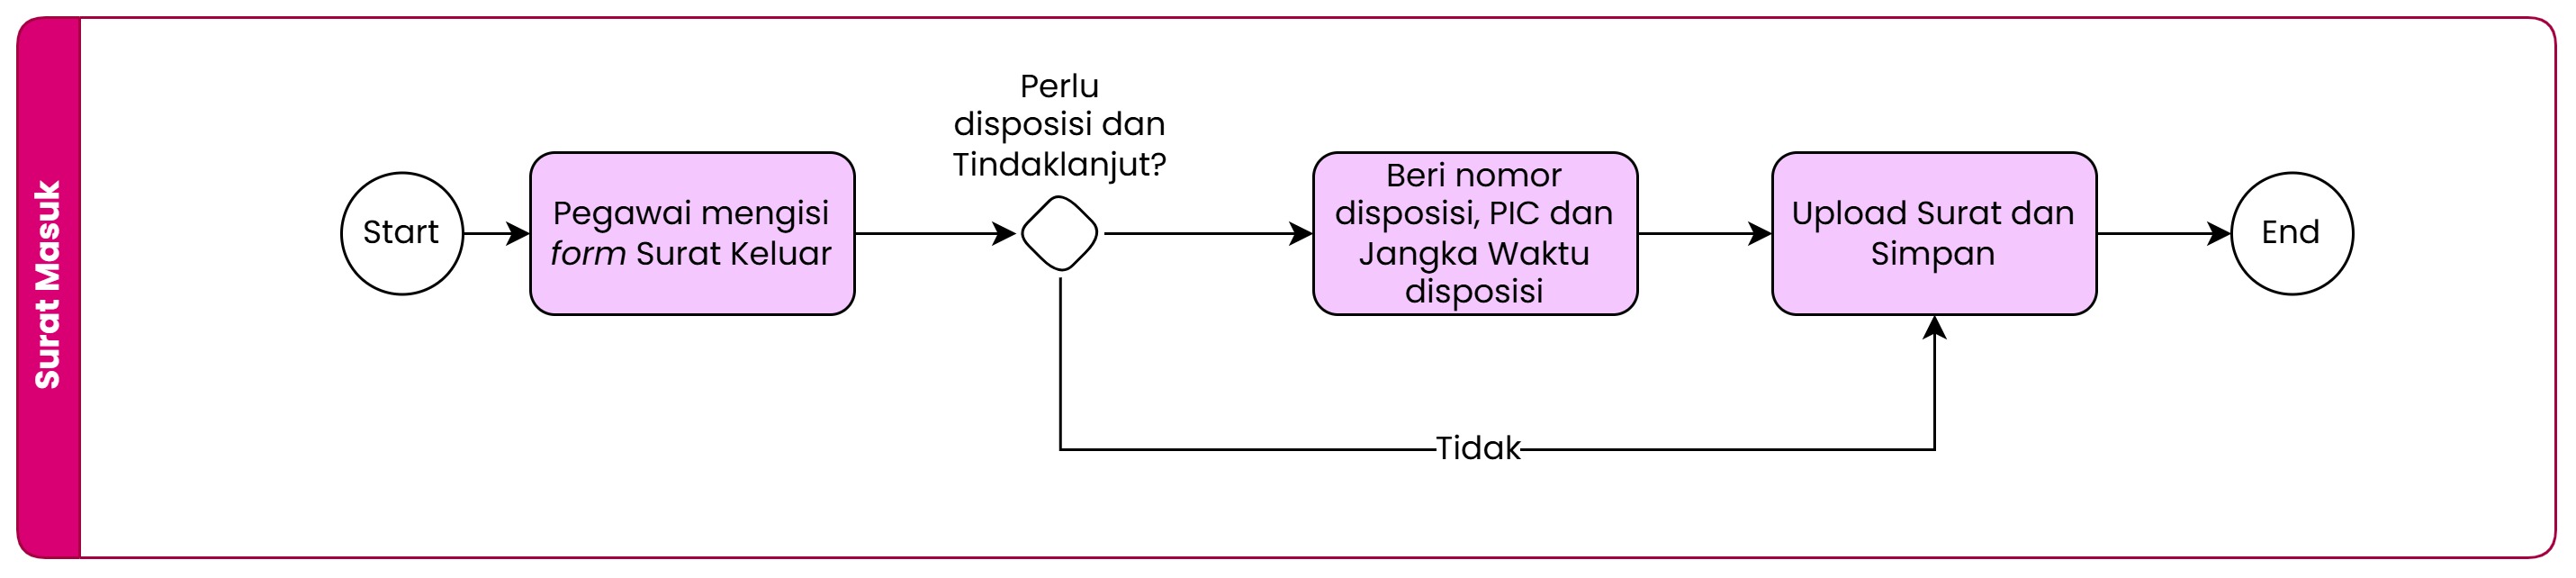 Surat Masuk
Start
Pegawai mengisi
form Surat Keluar
Perlu
disposisi dan
Tindaklanjut?
Beri nomor
disposisi, PIC dan
Jangka Waktu
disposisi
Upload Surat dan
Simpan
End
Tidak